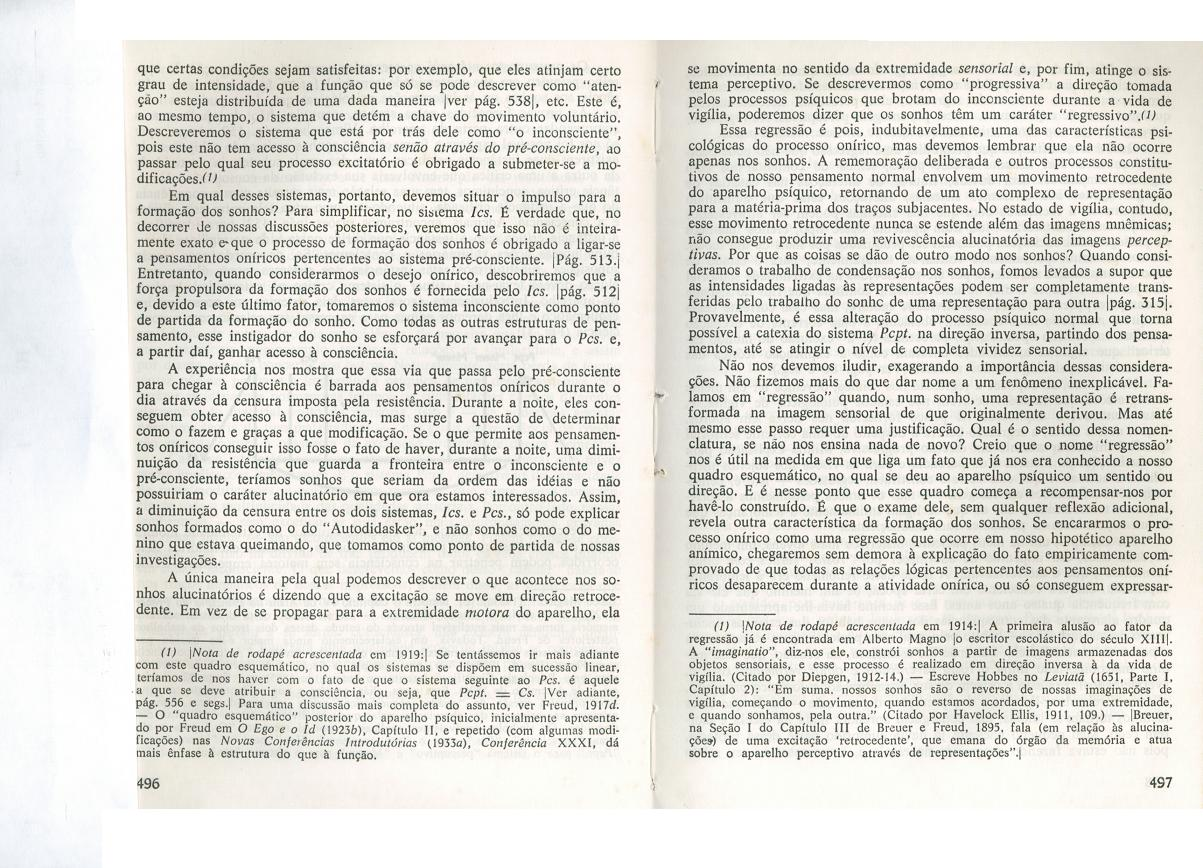 que certas condições sejam satisfeitas: por exemplo, que eles atinjam certo
grau de intensidade, que a função que só se pode descrever como "aten-
ção" esteja distribuída de uma dada maneira |ver pág. 538|, etc. Este é,
ao mesmo tempo, o sistema que detém a chave do movimento voluntário.
Descreveremos o sistema que está por trás dele como "o inconsciente",
pois este não tem acesso à consciência senão através do pré-consciente, ao
passar pelo qual seu processo excitatório é obrigado a submeter-se a mo-
dificações.(1)
Em qual desses sistemas, portanto, devemos situar o impulso para a
formação dos sonhos? Para simplificar, no sistema Ics. É verdade que, no
decorrer de nossas discussões posteriores, veremos que isso não é inteira-
mente exato e que o processo de formação dos sonhos é obrigado a ligar-se
a pensamentos oníricos pertencentes ao sistema pré-consciente. |Pág. 513.|
Entretanto, quando considerarmos o desejo onírico, descobriremos que a
força propulsora da formação dos sonhos é fornecida pelo Ics. |pág. 512|
e, devido a este último fator, tomaremos o sistema inconsciente como ponto
de partida da formação do sonho. Como todas as outras estruturas de pen-
samento, esse instigador do sonho se esforçará por avançar para o Pcs. e,
a partir daí, ganhar acesso à consciência.
A experiência nos mostra que essa via que passa pelo pré-consciente
para chegar à consciência é barrada aos pensamentos oníricos durante o
dia através da censura imposta pela resistência. Durante a noite, eles con-
seguem obter acesso à consciência, mas surge a questão de determinar
como o fazem e graças a que modificação. Se o que permite aos pensamen-
tos oníricos conseguir isso fosse o fato de haver, durante a noite, uma dimi-
nuição da resistência que guarda a fronteira entre o inconsciente e o
pré-consciente, teríamos sonhos que seriam da ordem das idéias e não
possuiriam o caráter alucinatório em que ora estamos interessados. Assim,
a diminuição da censura entre os dois sistemas, Ics. e Pcs., só pode explicar
sonhos formados como o do "Autodidasker", e não sonhos como o do me-
nino que estava queimando, que tomamos como ponto de partida de nossas
investigações.
A única maneira pela qual podemos descrever o que acontece nos so-
nhos alucinatórios é dizendo que a excitação se move em direção retroce-
dente. Em vez de se propagar para a extremidade motora do aparelho, ela
(1) |Nota de rodapé acrescentada em 1919:| Se tentássemos ir mais adiante
com este quadro esquemático, no qual os sistemas se dispõem em sucessão linear,
teríamos de nos haver com o fato de que o sistema seguinte ao Pcs. é aquele
a que se deve atribuir a consciência, ou seja, que Pcpt. = Cs. |Ver adiante,
pág. 556 e segs.| Para uma discussão mais completa do assunto, ver Freud, 1917d.
— O "quadro esquemático" posterior do aparelho psíquico, inicialmente apresenta-
do por Freud em O Ego e o Id (1923b), Capítulo II, e repetido (com algumas modi-
ficações) nas Novas Conferências Introdutórias (1933a), Conferência XXXI, dá
mais ênfase à estrutura do que à função.
496
se movimenta no sentido da extremidade sensorial e, por fim, atinge o sis-
tema perceptivo. Se descrevermos como "progressiva" a direção tomada
pelos processos psíquicos que brotam do inconsciente durante a vida de
vigília, poderemos dizer que os sonhos têm um caráter "regressivo".(1)
Essa regressão é pois, indubitavelmente, uma das características psi-
cológicas do processo onírico, mas devemos lembrar que ela não ocorre
apenas nos sonhos. A rememoração deliberada e outros processos constitu-
tivos de nosso pensamento normal envolvem um movimento retrocedente
do aparelho psíquico, retornando de um ato complexo de representação
para a matéria-prima dos traços subjacentes. No estado de vigília, contudo,
esse movimento retrocedente nunca se estende além das imagens mnêmicas;
não consegue produzir uma revivescência alucinatória das imagens percep-
tivas. Por que as coisas se dão de outro modo nos sonhos? Quando consi-
deramos o trabalho de condensação nos sonhos, fomos levados a supor que
as intensidades ligadas às representações podem ser completamente trans-
feridas pelo trabalho do sonho de uma representação para outra |pág. 315|.
Provavelmente, é essa alteração do processo psíquico normal que torna
possível a catexia do sistema Pcpt. na direção inversa, partindo dos pensa-
mentos, até se atingir o nível de completa vividez sensorial.
Não nos devemos iludir, exagerando a importância dessas considera-
ções. Não fizemos mais do que dar nome a um fenômeno inexplicável. Fa-
lamos em "regressão" quando, num sonho, uma representação é retrans-
formada na imagem sensorial de que originalmente derivou. Mas até
mesmo esse passo requer uma justificação. Qual é o sentido dessa nomen-
clatura, se não nos ensina nada de novo? Creio que o nome "regressão"
nos é útil na medida em que liga um fato que já nos era conhecido a nosso
quadro esquemático, no qual se deu ao aparelho psíquico um sentido ou
direção. E é nesse ponto que esse quadro começa a recompensar-nos por
havê-lo construído. É que o exame dele, sem qualquer reflexão adicional,
revela outra característica da formação dos sonhos. Se encararmos o pro-
cesso onírico como uma regressão que ocorre em nosso hipotético aparelho
anímico, chegaremos sem demora à explicação do fato empiricamente com-
provado de que todas as relações lógicas pertencentes aos pensamentos oní-
ricos desaparecem durante a atividade onírica, ou só conseguem expressar-
(1) |Nota de rodapé acrescentada em 1914:| A primeira alusão ao fator da
regressão já é encontrada em Alberto Magno |o escritor escolástico do século XIII|.
A "imaginatio", diz-nos ele, constrói sonhos a partir de imagens armazenadas dos
objetos sensoriais, e esse processo é realizado em direção inversa à da vida de
vigília. (Citado por Diepgen, 1912-14.) — Escreve Hobbes no Leviatã (1651, Parte I,
Capítulo 2): "Em suma. nossos sonhos são o reverso de nossas imaginações de
vigília, começando o movimento, quando estamos acordados, por uma extremidade,
e quando sonhamos, pela outra." (Citado por Havelock Ellis, 1911, 109.) — |Breuer,
na Seção I do Capítulo III de Breuer e Freud, 1895, fala (em relação às alucina-
ções) de uma excitação 'retrocedente', que emana do órgão da memória e atua
sobre o aparelho perceptivo através de representações".|
497